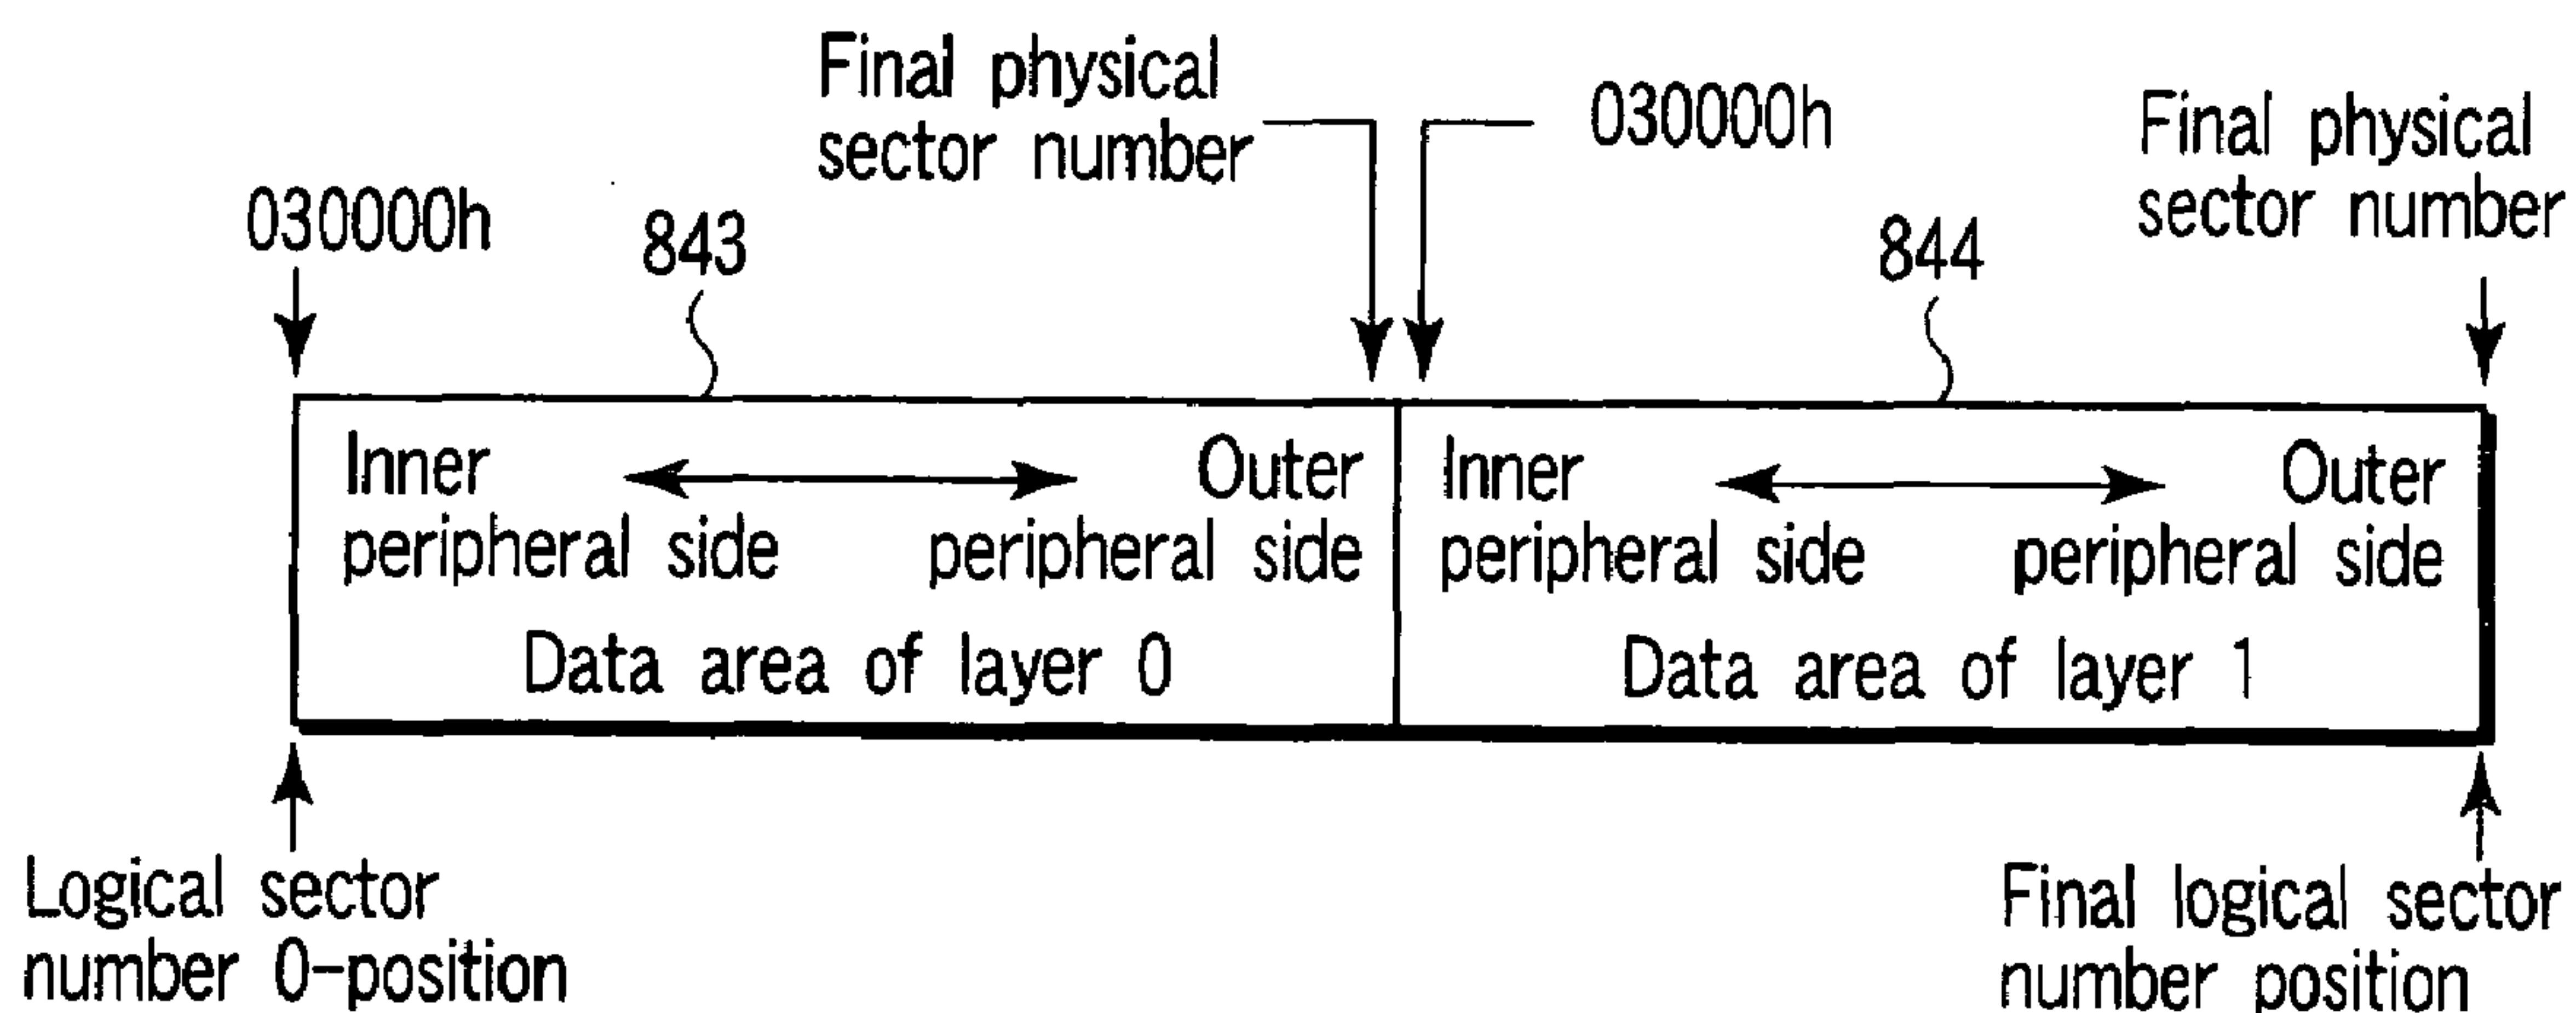 Final physical
sector number
030000h
Final physical
sector number
030000h
843
844
Inner
peripheral side
Outer
peripheral side
Inner
peripheral side
Outer
peripheral side
Data area of layer 0
Data area of layer 1
Logical sector
number 0-position
Final logical sector
number position